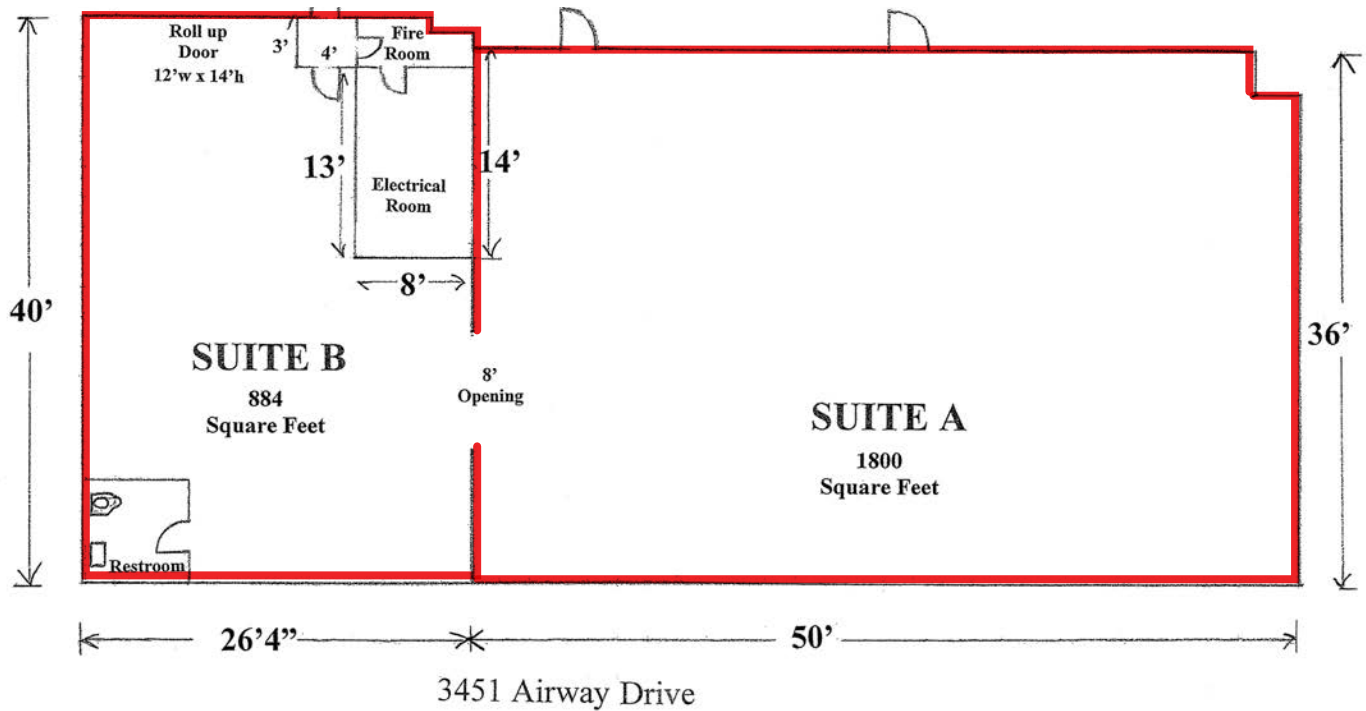 Roll up
Door
12'w x 14'h
3'
4'
Fire
Room
13'
14'
Electrical
Room
8'
40'
36'
SUITE B
884
Square Feet
8'
Opening
SUITE A
1800
Square Feet
Restroom
26'4”
50'
3451 Airway Drive